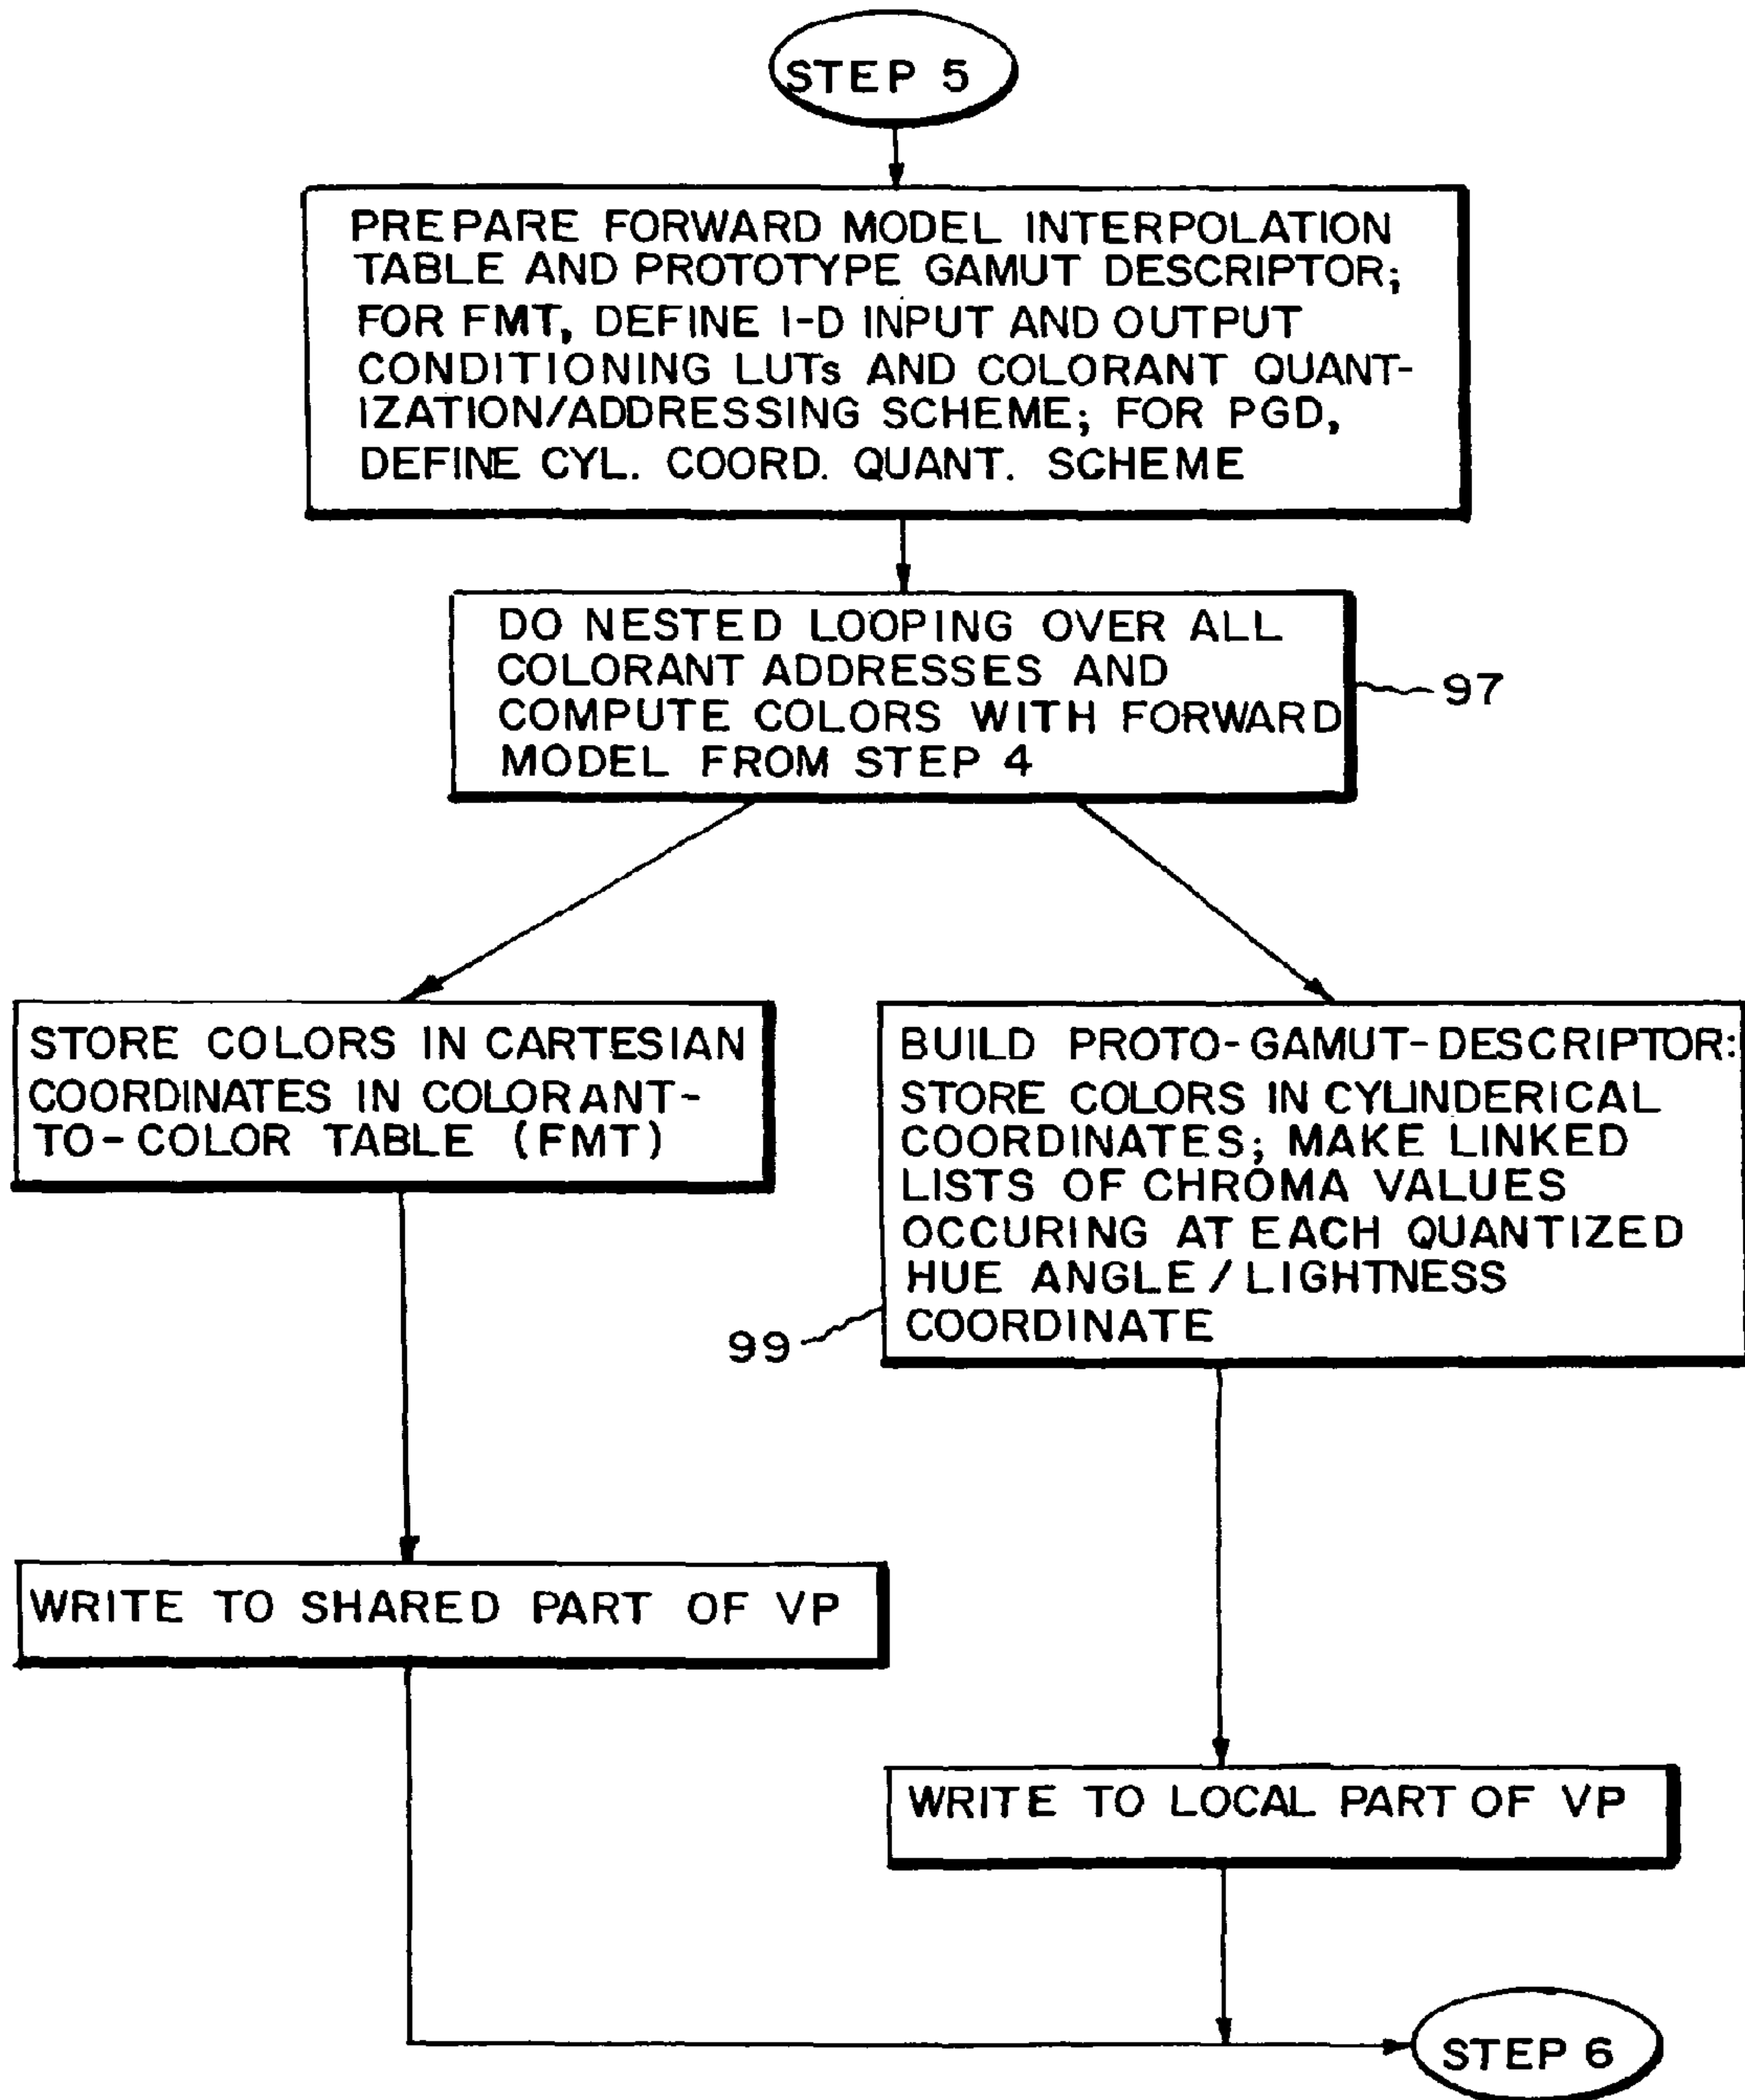 STEP 5
PREPARE FORWARD MODEL INTERPOLATION
TABLE AND PROTOTYPE GAMUT DESCRIPTOR;
FOR FMT, DEFINE 1-D INPUT AND OUTPUT
CONDITIONING LUTs AND COLORANT QUANT-
IZATION/ADDRESSING SCHEME; FOR PGD,
DEFINE CYL. COORD. QUANT. SCHEME
DO NESTED LOOPING OVER ALL
COLORANT ADDRESSES AND
COMPUTE COLORS WITH FORWARD
MODEL FROM STEP 4
97
STORE COLORS IN CARTESIAN
COORDINATES IN COLORANT-
TO-COLOR TABLE (FMT)
BUILD PROTO-GAMUT-DESCRIPTOR:
STORE COLORS IN CYLINDERICAL
COORDINATES; MAKE LINKED
LISTS OF CHROMA VALUES
OCCURING AT EACH QUANTIZED
HUE ANGLE/LIGHTNESS
COORDINATE
99
WRITE TO SHARED PART OF VP
WRITE TO LOCAL PART OF VP
STEP 6